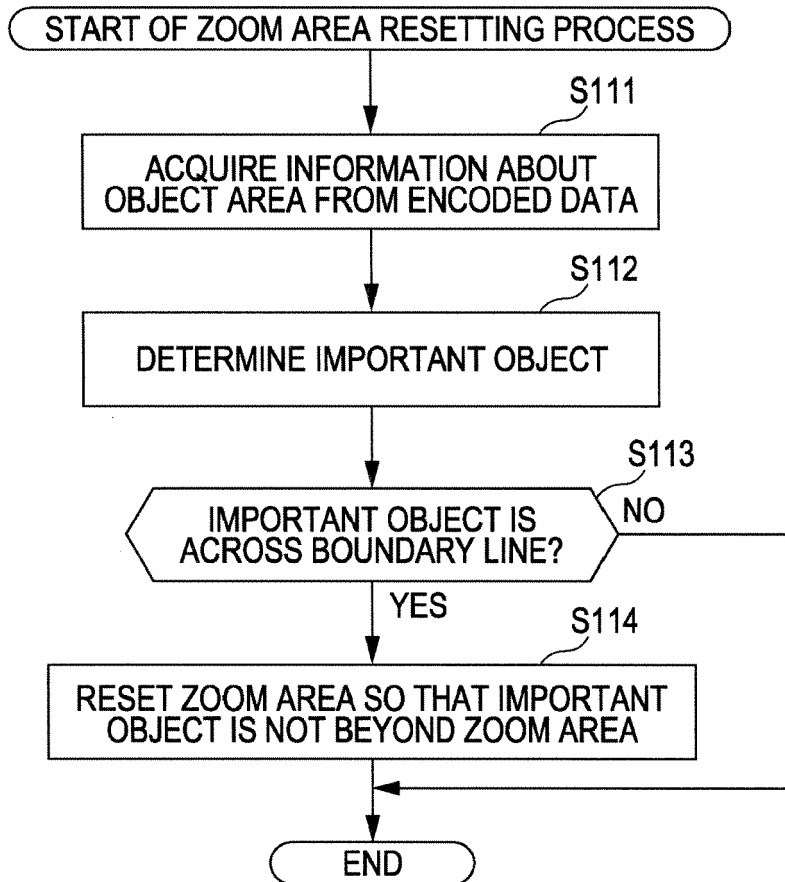 START OF ZOOM AREA RESETTING PROCESS
S111
ACQUIRE INFORMATION ABOUT
OBJECT AREA FROM ENCODED DATA
S112
DETERMINE IMPORTANT OBJECT
S113
IMPORTANT OBJECT IS
ACROSS BOUNDARY LINE?
NO
YES
S114
RESET ZOOM AREA SO THAT IMPORTANT
OBJECT IS NOT BEYOND ZOOM AREA
END